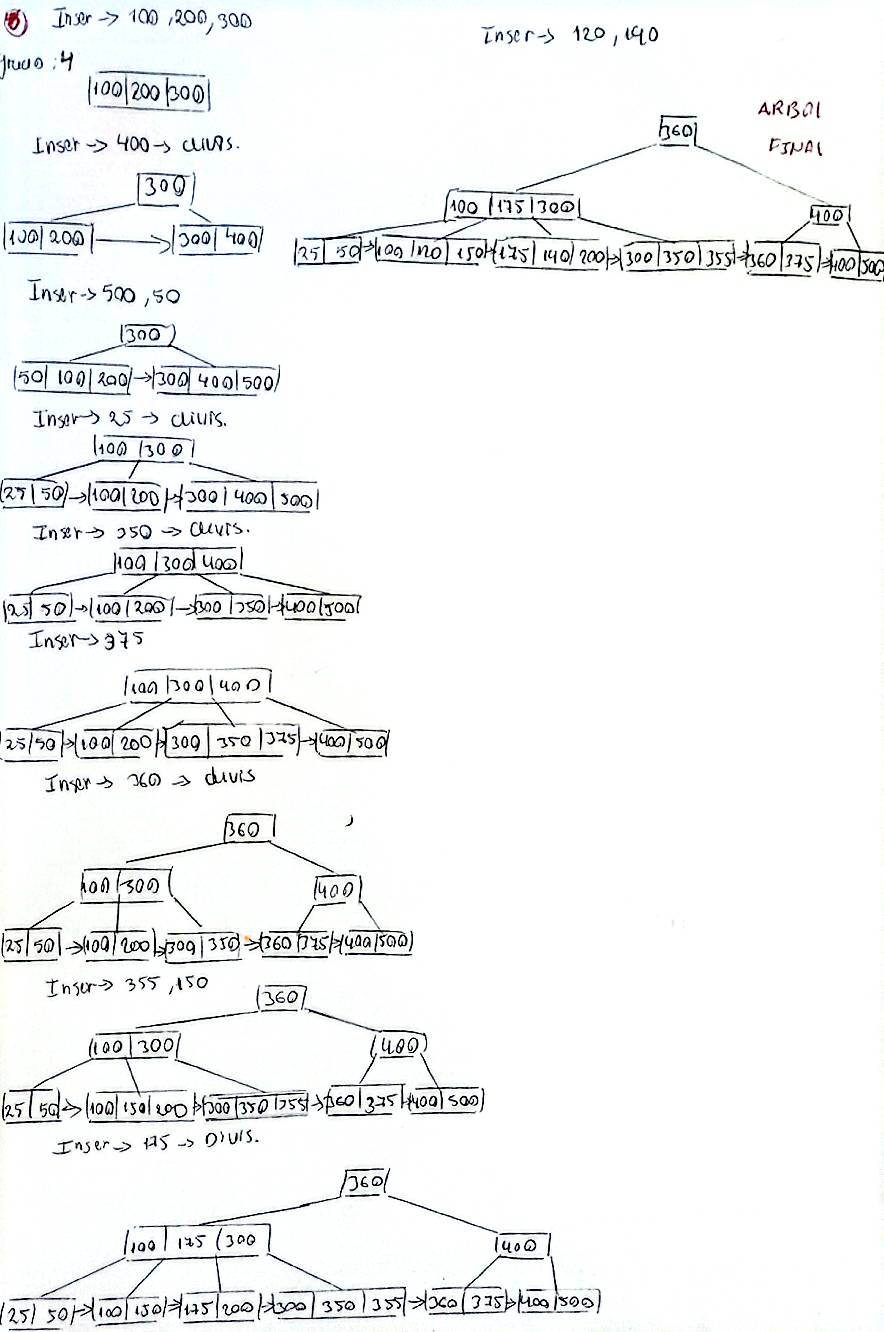 Inser → 100, 200, 300
grado: 4
100 | 200 | 300
Inser → 400 → divis.
300
100 | 200 → 300 | 400
Inser → 500, 50
300
50 | 100 | 200 → 300 | 400 | 500
Inser → 25 → divis.
100 | 300
25 | 50 → 100 | 200 → 300 | 400 | 500
Inser → 350 → divis.
100 | 300 | 400
25 | 50 → 100 | 200 → 300 | 350 → 400 | 500
Inser → 375
100 | 300 | 400
25 | 50 → 100 | 200 → 300 | 350 | 375 → 400 | 500
Inser → 360 → divis
360
100 | 300
400
25 | 50 → 100 | 200 → 300 | 350 → 360 | 375 → 400 | 500
Inser → 355, 150
360
100 | 300
400
25 | 50 → 100 | 150 | 200 → 300 | 350 | 355 → 360 | 375 → 400 | 500
Inser → 175 → Divis.
360
100 | 175 | 300
400
25 | 50 → 100 | 150 → 175 | 200 → 300 | 350 | 355 → 360 | 375 → 400 | 500
Inser → 120, 190
ARBOl
FINAl
360
100 | 175 | 300
400
25 | 50 → 100 | 120 | 150 → 175 | 190 | 200 → 300 | 350 | 355 → 360 | 375 → 400 | 500